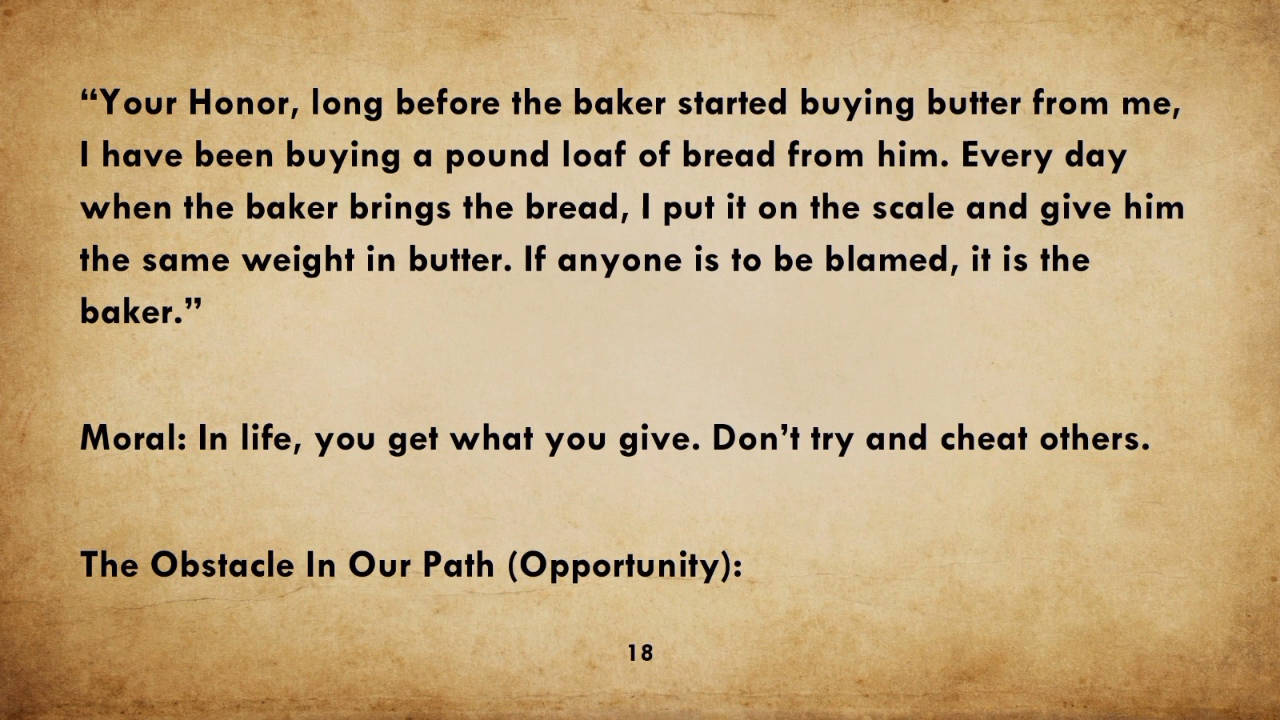 “Your Honor, long before the baker started buying butter from me,
I have been buying a pound loaf of bread from him. Every day
when the baker brings the bread, I put it on the scale and give him
the same weight in butter. If anyone is to be blamed, it is the
baker.”
Moral: In life, you get what you give. Don’t try and cheat others.
The Obstacle In Our Path (Opportunity):
18